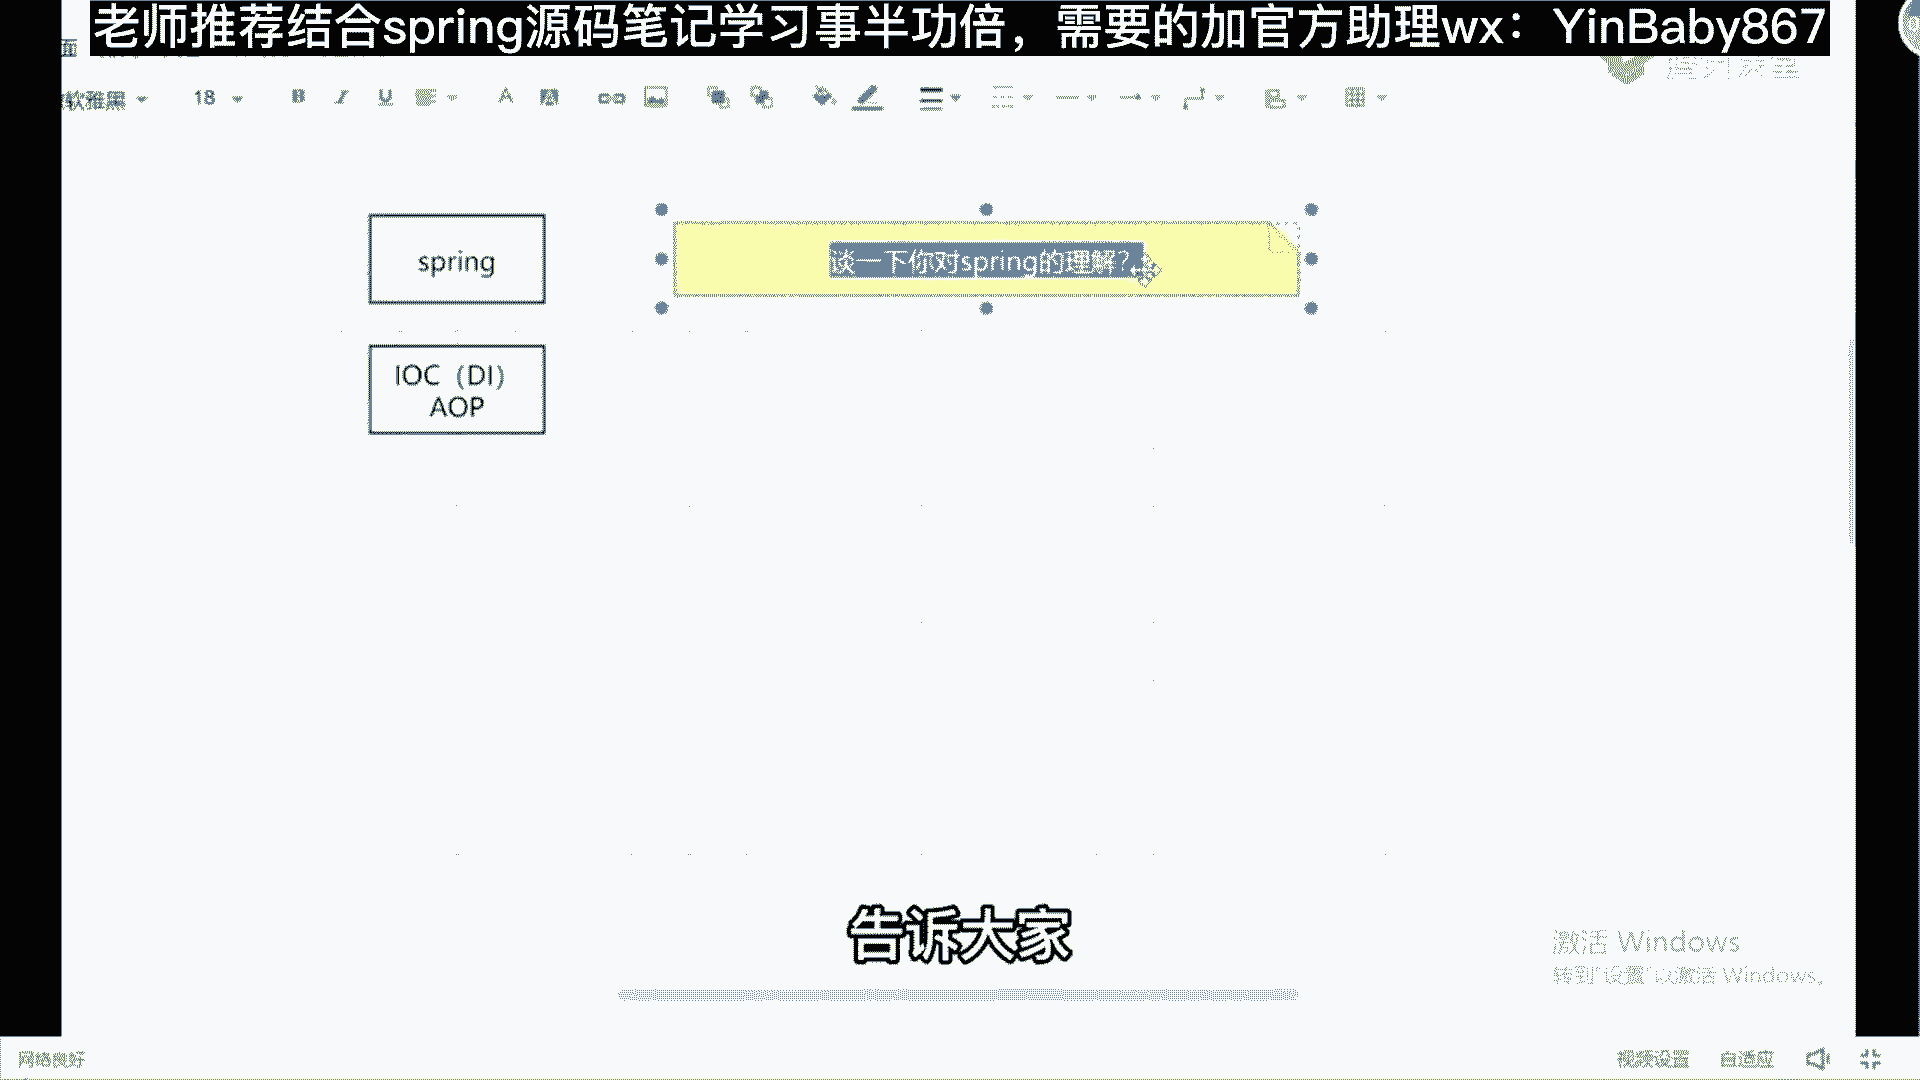 老师推荐结合spring源码笔记学习事半功倍，需要的加官方助理wx：YinBaby867
面
软雅黑 18 B I U A A
spring
谈一下你对spring的理解？
IOC（DI）
AOP
告诉大家
激活 Windows
转到"设置"以激活 Windows。
网络良好 视频设置 自适应